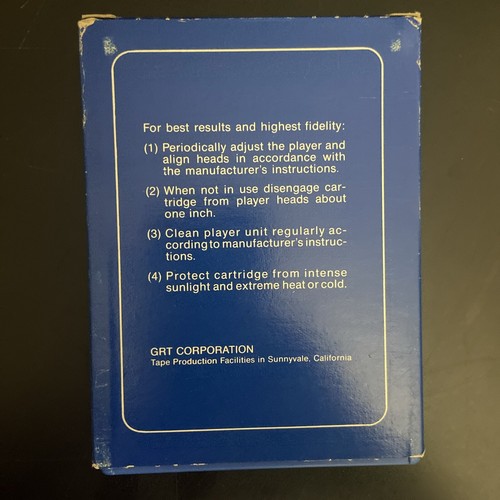 For best results and highest fidelity:
(1) Periodically adjust the player and
align heads in accordance with
the manufacturer's instructions.
(2) When not in use disengage car-
tridge from player heads about
one inch.
(3) Clean player unit regularly ac-
cording to manufacturer's instruc-
tions.
(4) Protect cartridge from intense
sunlight and extreme heat or cold.
GRT CORPORATION
Tape Production Facilities in Sunnyvale, California